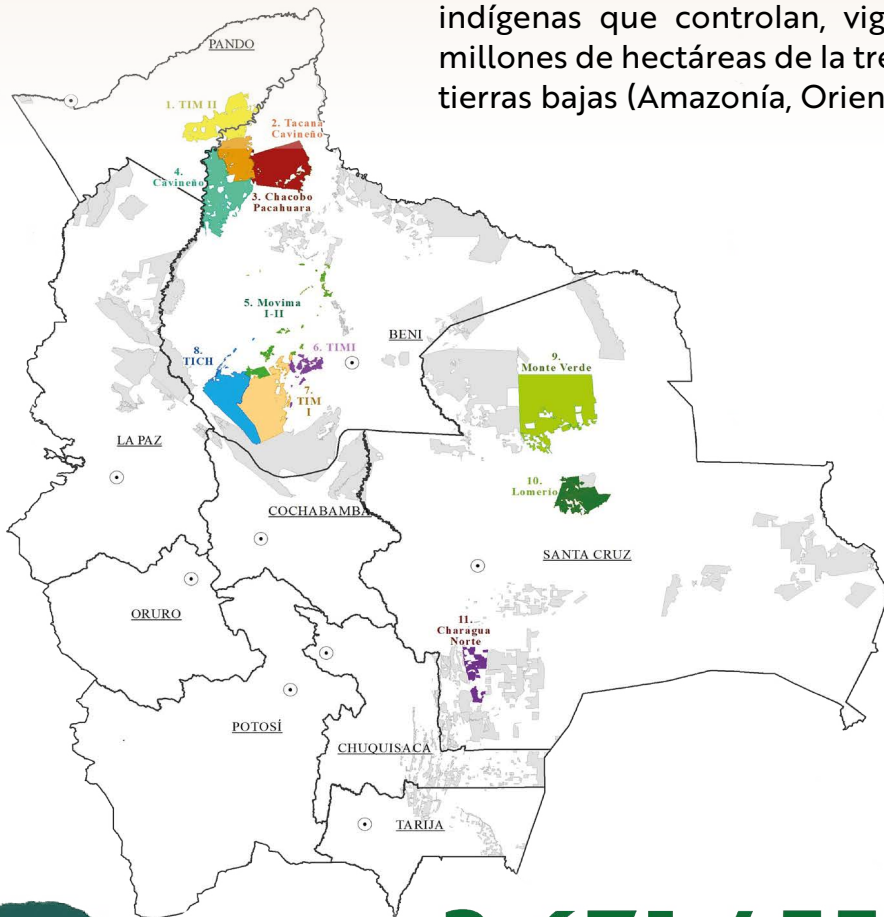 indígenas que controlan, vig
millones de hectáreas de la tre
tierras bajas (Amazonía, Orien
PANDO
1. TIM II
2. Tacana
Cavineño
4.
Cavineño
3. Chacobo
Pacahuara
5. Movima
I-II
BENI
8.
TICH
6. TIMI
7.
TIM
I
9.
Monte Verde
LA PAZ
10.
Lomerío
COCHABAMBA
SANTA CRUZ
ORURO
11.
Charagua
Norte
POTOSÍ
CHUQUISACA
TARIJA